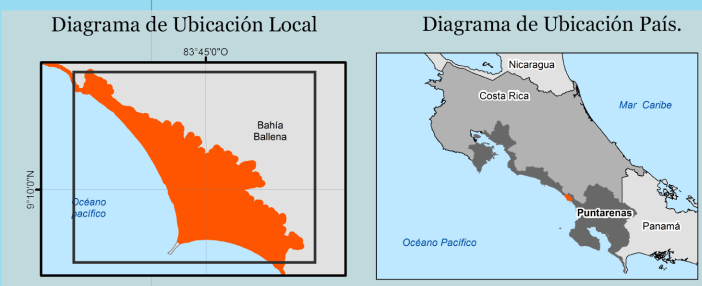 Diagrama de Ubicación Local
83°45'0"O
Bahía
Ballena
9°10'0"N
Océano
pacífico
Diagrama de Ubicación País.
Nicaragua
Costa Rica
Mar Caribe
Puntarenas
Panamá
Océano Pacífico